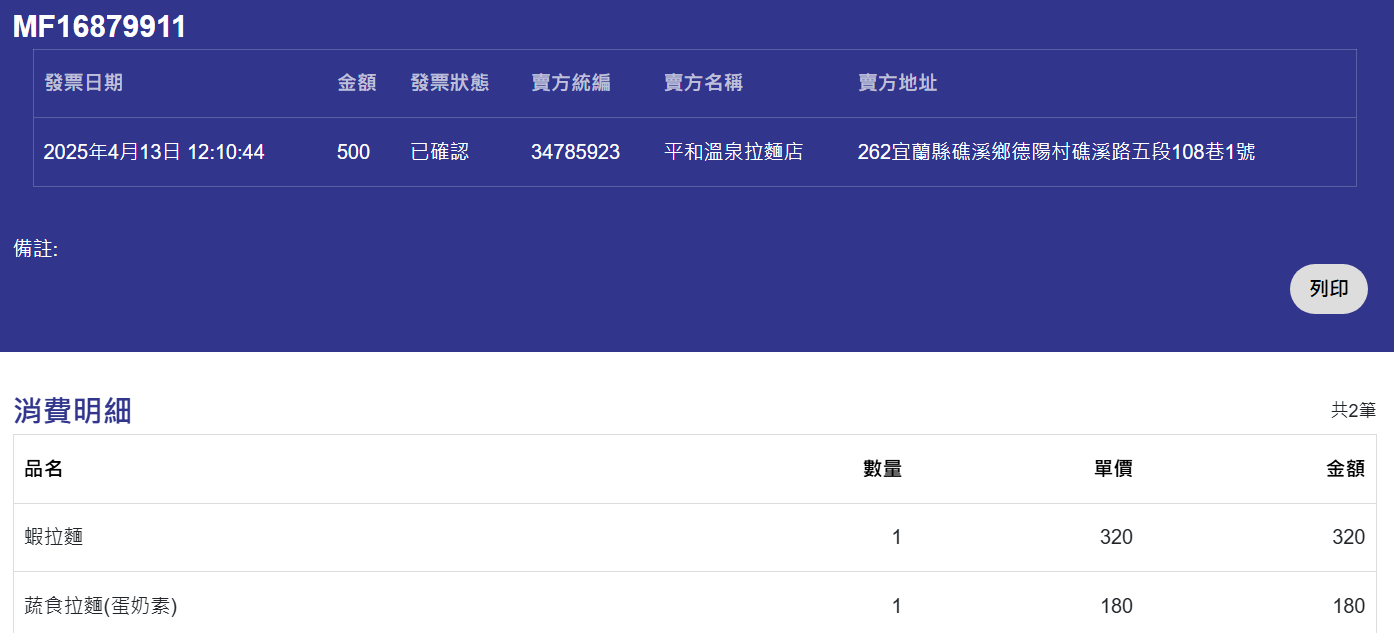 MF16879911
發票日期 金額 發票狀態 賣方統編 賣方名稱 賣方地址
2025年4月13日 12:10:44 500 已確認 34785923 平和溫泉拉麵店 262宜蘭縣礁溪鄉德陽村礁溪路五段108巷1號
備註:
列印
消費明細 共2筆
品名 數量 單價 金額
蝦拉麵 1 320 320
蔬食拉麵(蛋奶素) 1 180 180